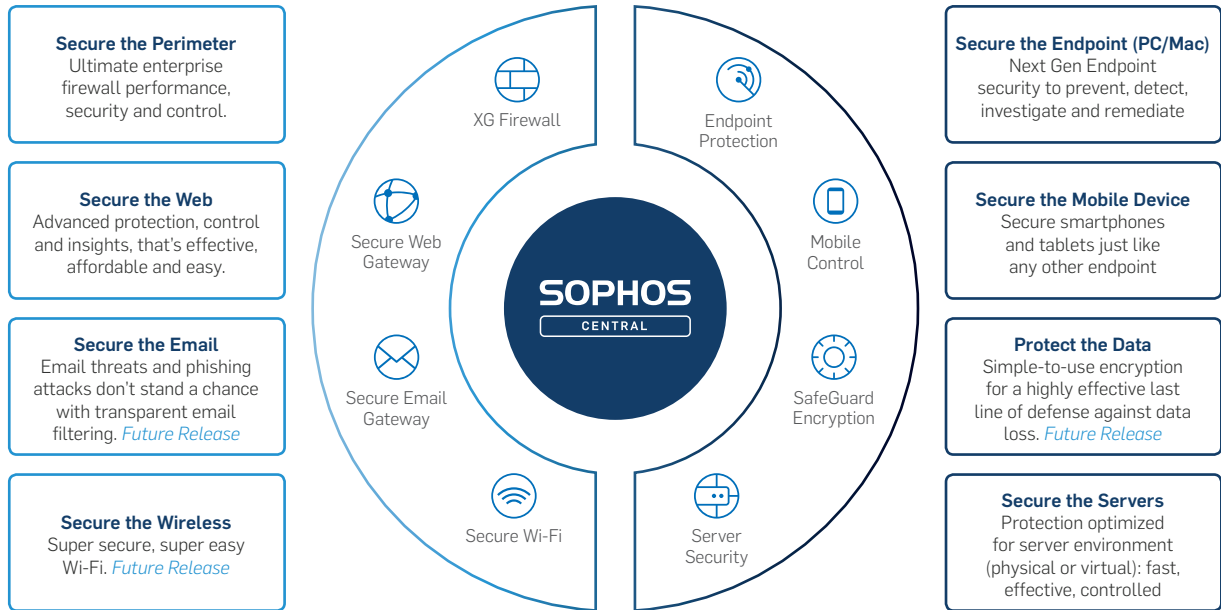 Secure the Perimeter
Ultimate enterprise
firewall performance,
security and control.
Secure the Web
Advanced protection, control
and insights, that's effective,
affordable and easy.
Secure the Email
Email threats and phishing
attacks don't stand a chance
with transparent email
filtering. Future Release
Secure the Wireless
Super secure, super easy
Wi-Fi. Future Release
XG Firewall
Secure Web
Gateway
Secure Email
Gateway
Secure Wi-Fi
SOPHOS
CENTRAL
Endpoint
Protection
Mobile
Control
SafeGuard
Encryption
Server
Security
Secure the Endpoint (PC/Mac)
Next Gen Endpoint
security to prevent, detect,
investigate and remediate
Secure the Mobile Device
Secure smartphones
and tablets just like
any other endpoint
Protect the Data
Simple-to-use encryption
for a highly effective last
line of defense against data
loss. Future Release
Secure the Servers
Protection optimized
for server environment
(physical or virtual): fast,
effective, controlled